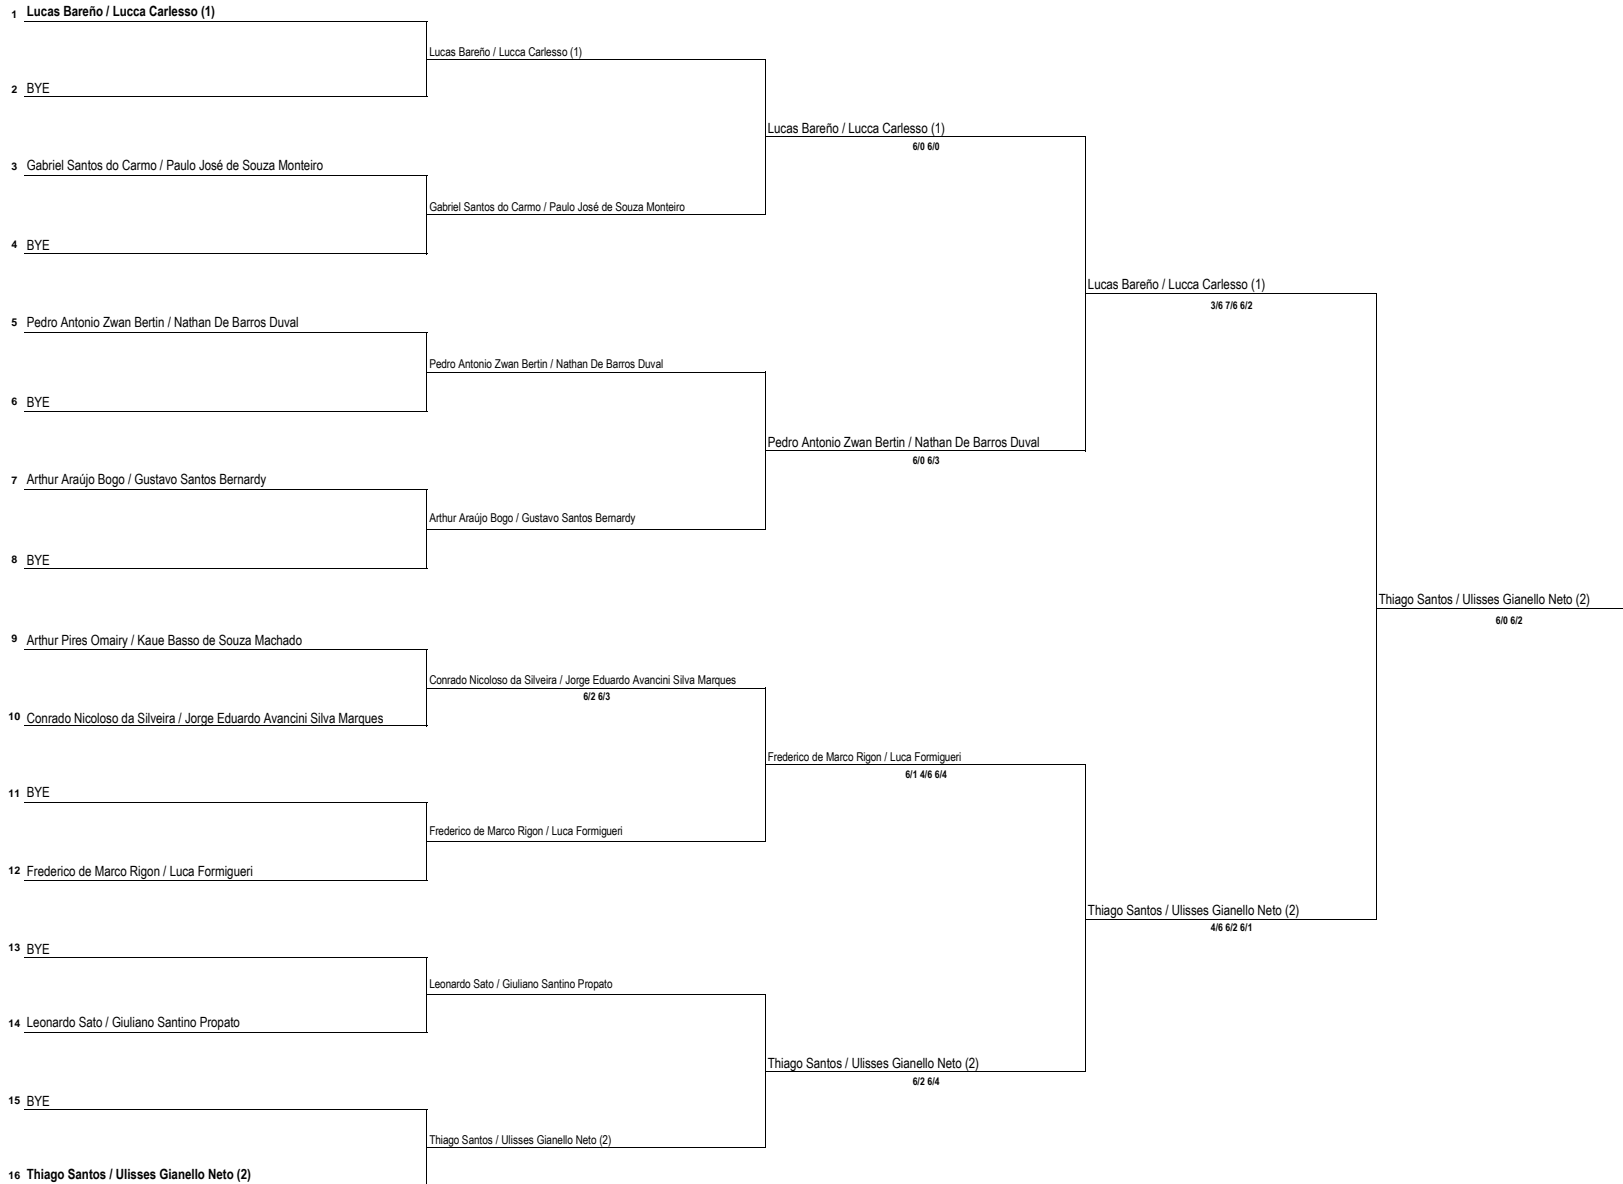 1 Lucas Bareño / Lucca Carlesso (1)
Lucas Bareño / Lucca Carlesso (1)
2 BYE
Lucas Bareño / Lucca Carlesso (1)
6/0 6/0
3 Gabriel Santos do Carmo / Paulo José de Souza Monteiro
Gabriel Santos do Carmo / Paulo José de Souza Monteiro
4 BYE
Lucas Bareño / Lucca Carlesso (1)
3/6 7/6 6/2
5 Pedro Antonio Zwan Bertin / Nathan De Barros Duval
Pedro Antonio Zwan Bertin / Nathan De Barros Duval
6 BYE
Pedro Antonio Zwan Bertin / Nathan De Barros Duval
6/0 6/3
7 Arthur Araújo Bogo / Gustavo Santos Bernardy
Arthur Araújo Bogo / Gustavo Santos Bernardy
8 BYE
Thiago Santos / Ulisses Gianello Neto (2)
6/0 6/2
9 Arthur Pires Omairy / Kaue Basso de Souza Machado
Conrado Nicoloso da Silveira / Jorge Eduardo Avancini Silva Marques
6/2 6/3
10 Conrado Nicoloso da Silveira / Jorge Eduardo Avancini Silva Marques
Frederico de Marco Rigon / Luca Formigueri
6/1 4/6 6/4
11 BYE
Frederico de Marco Rigon / Luca Formigueri
12 Frederico de Marco Rigon / Luca Formigueri
Thiago Santos / Ulisses Gianello Neto (2)
4/6 6/2 6/1
13 BYE
Leonardo Sato / Giuliano Santino Propato
14 Leonardo Sato / Giuliano Santino Propato
Thiago Santos / Ulisses Gianello Neto (2)
6/2 6/4
15 BYE
Thiago Santos / Ulisses Gianello Neto (2)
16 Thiago Santos / Ulisses Gianello Neto (2)